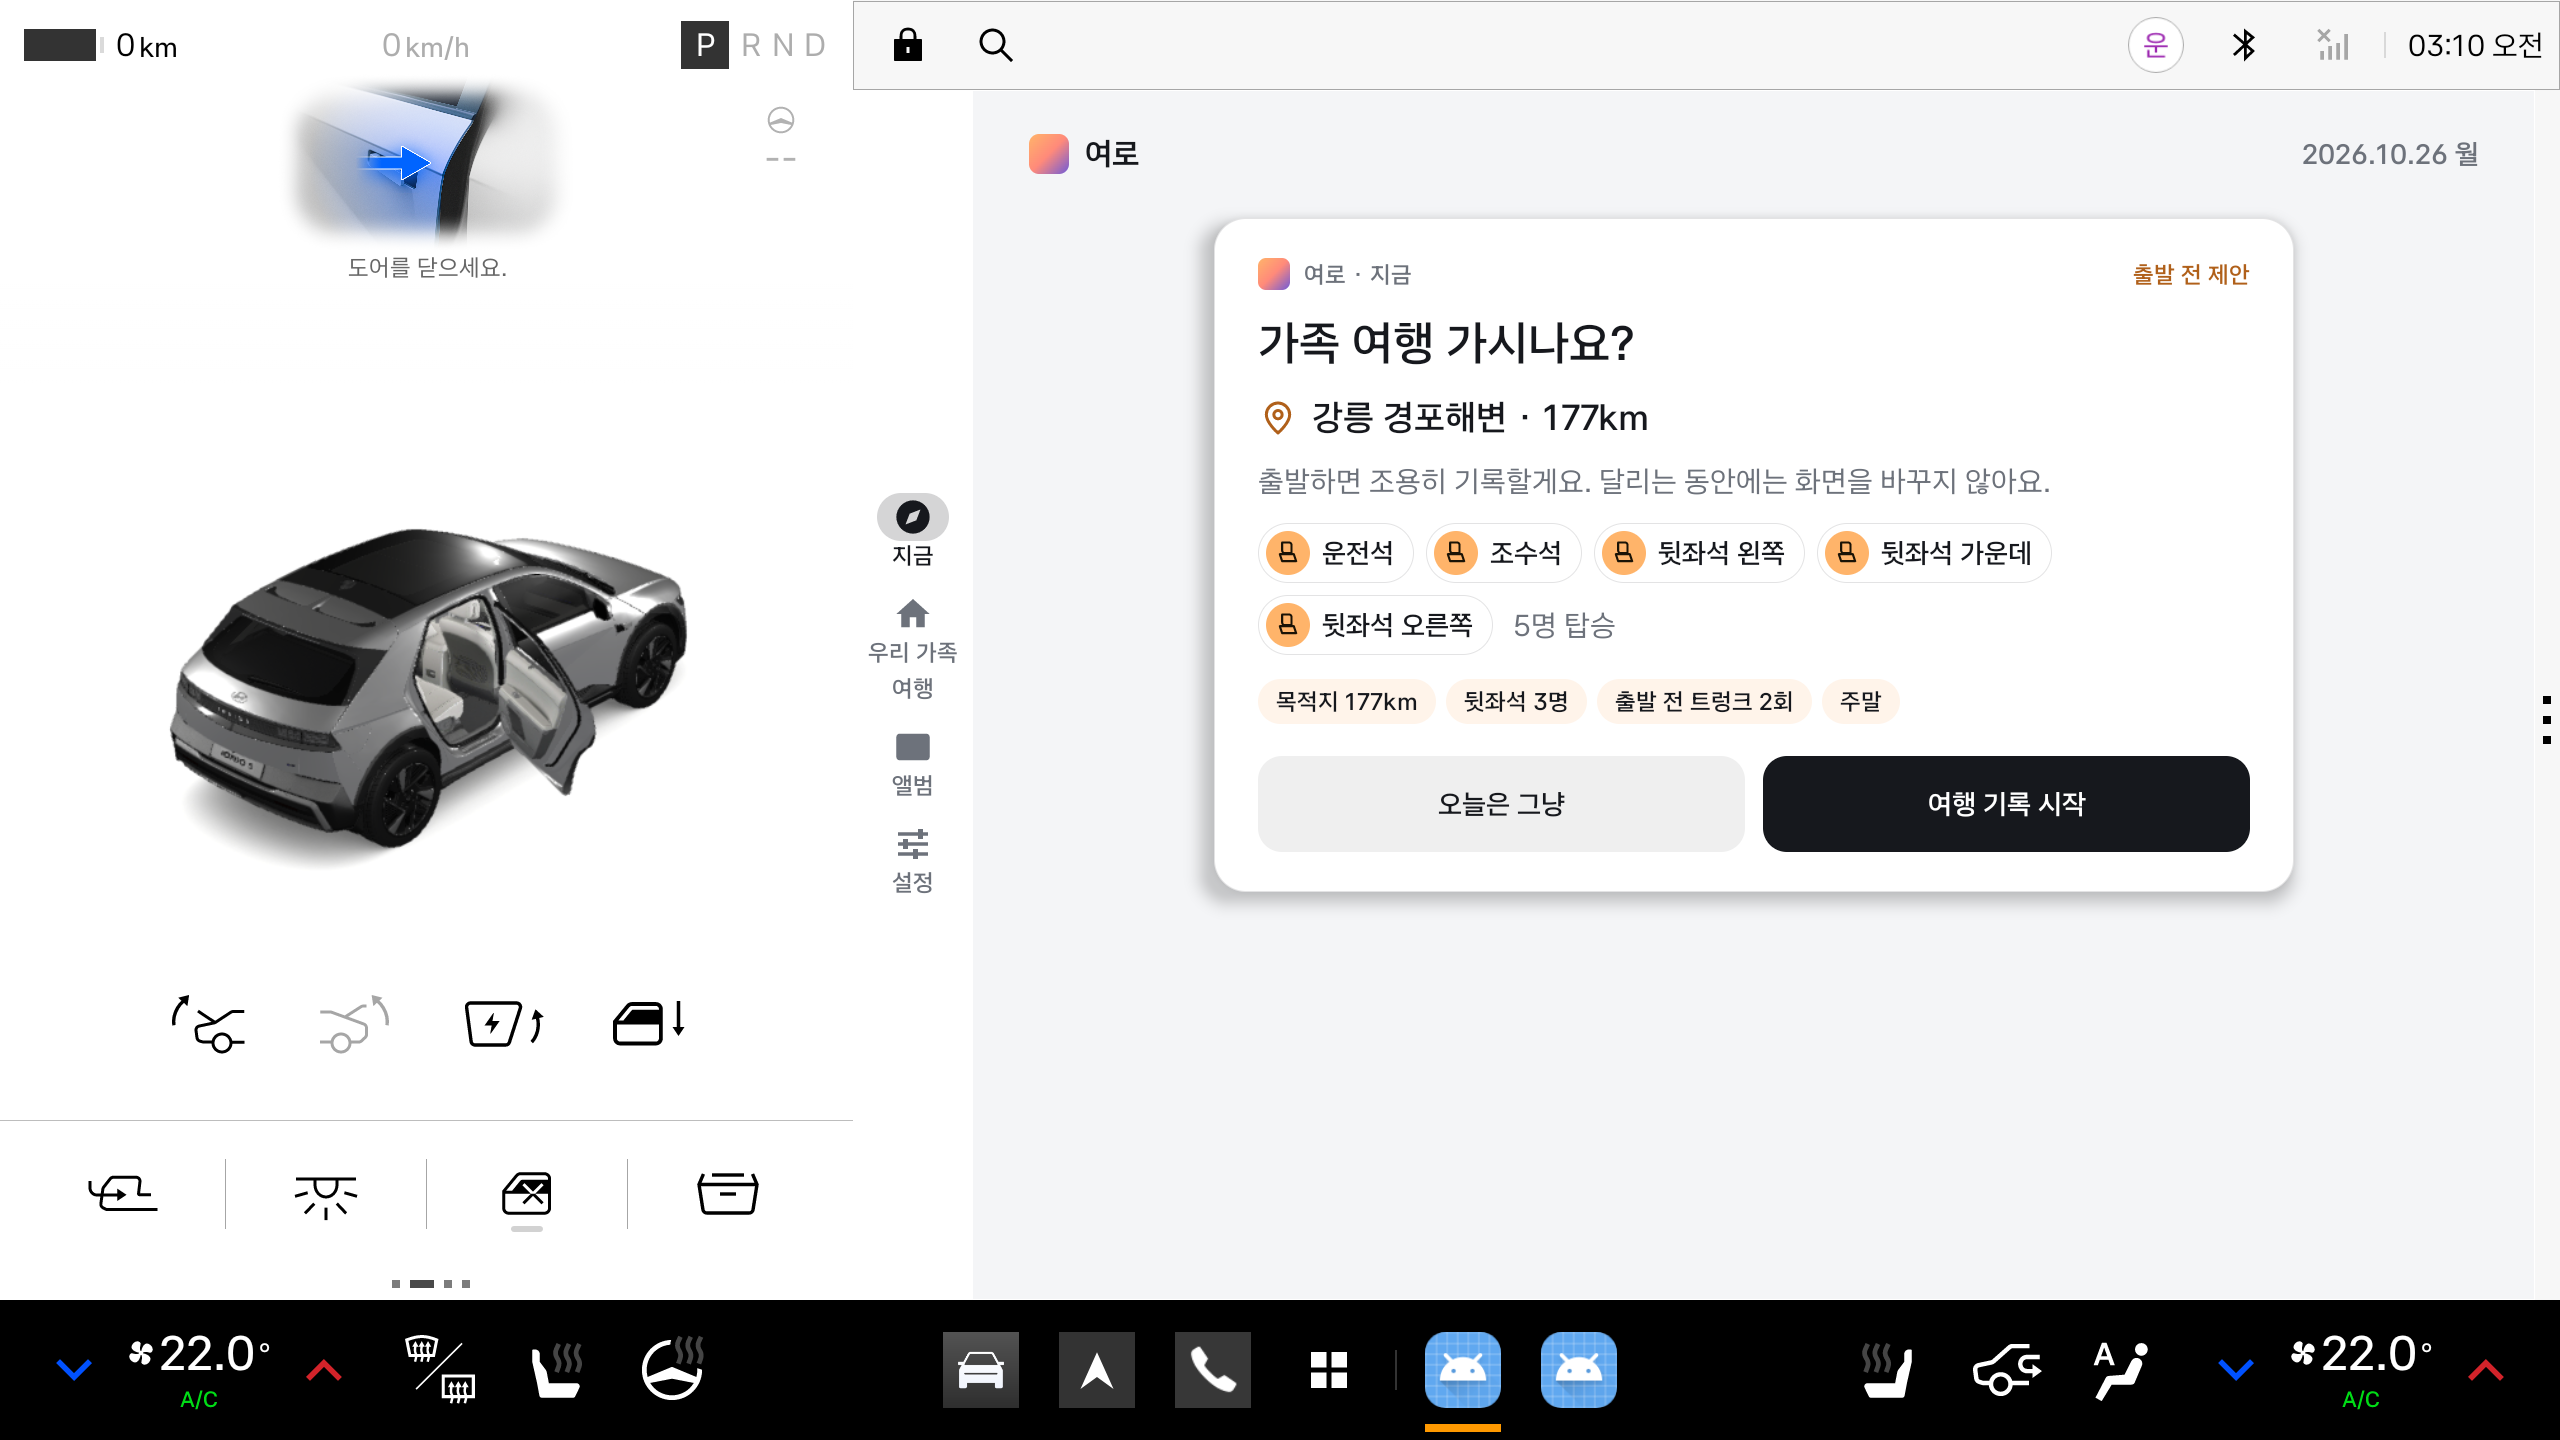 0 km
0 km/h
P R N D
운
03:10 오전
도어를 닫으세요.
--
여로
2026.10.26 월
지금
우리 가족
여행
앨범
설정
여로 · 지금
출발 전 제안
가족 여행 가시나요?
강릉 경포해변 · 177km
출발하면 조용히 기록할게요. 달리는 동안에는 화면을 바꾸지 않아요.
운전석
조수석
뒷좌석 왼쪽
뒷좌석 가운데
뒷좌석 오른쪽
5명 탑승
목적지 177km
뒷좌석 3명
출발 전 트렁크 2회
주말
오늘은 그냥
여행 기록 시작
22.0°
A/C
A
22.0°
A/C